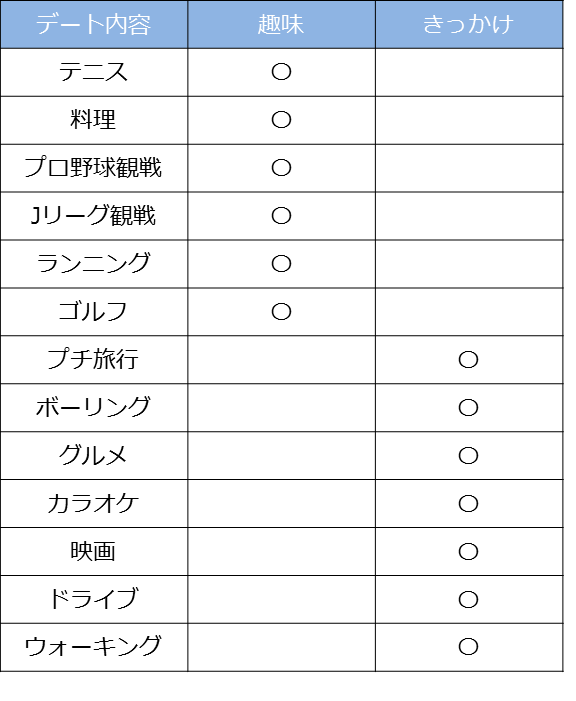 デート内容 趣味 きっかけ
テニス 〇
料理 〇
プロ野球観戦 〇
Jリーグ観戦 〇
ランニング 〇
ゴルフ 〇
プチ旅行 〇
ボーリング 〇
グルメ 〇
カラオケ 〇
映画 〇
ドライブ 〇
ウォーキング 〇